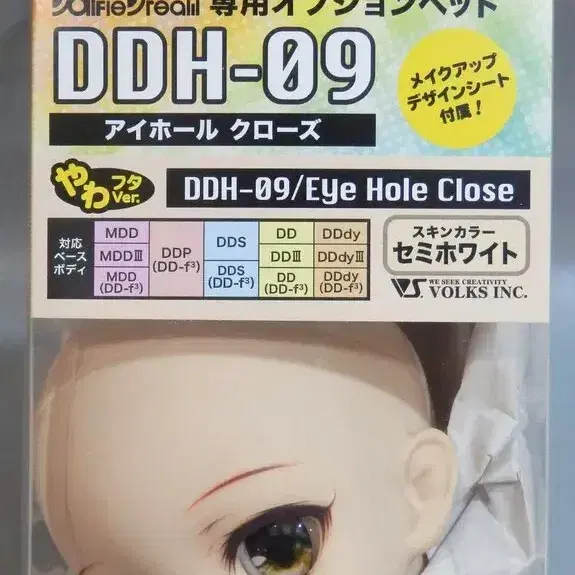 DollfieDream 専用オプションヘッド
DDH-09
アイホール クローズ
メイクアップ
デザインシート
付属！
やわ
フタ
Ver.
DDH-09/Eye Hole Close
対応
ベース
ボディ
MDD
MDDⅢ
MDD
(DD-f³)
DDP
(DD-f³)
DDS
DDS
(DD-f³)
DD
DDⅢ
DD
(DD-f³)
DDdy
DDdyⅢ
DDdy
(DD-f³)
スキンカラー
セミホワイト
WE SEEK CREATIVITY
VS. VOLKS INC.